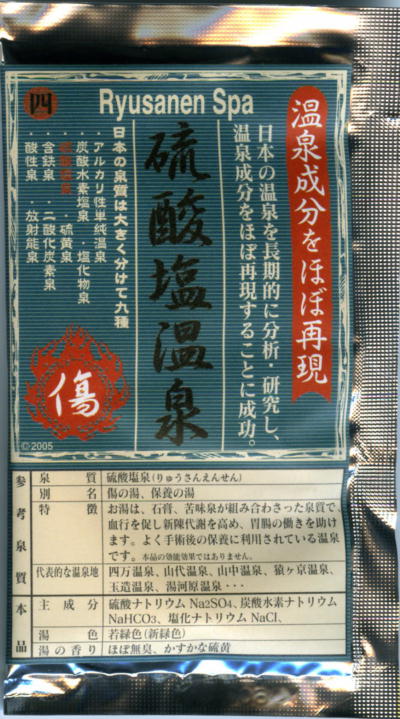 四
Ryusanen Spa
温泉成分をほぼ再現
日本の温泉を長期的に分析・研究し、
温泉成分をほぼ再現することに成功。
硫酸塩温泉
日本の泉質は大きく分けて九種
・アルカリ性単純温泉
・炭酸水素塩泉 ・塩化物泉
・硫酸塩泉 ・硫黄泉
・含鉄泉 ・二酸化炭素泉
・酸性泉 ・放射能泉
傷
©2005
参考泉質
泉質 硫酸塩泉(りゅうさんえんせん)
別名 傷の湯、保養の湯
特徴 お湯は、石膏、苦味泉が組み合わさった泉質で、
血行を促し新陳代謝を高め、胃腸の働きを助け
ます。よく手術後の保養に利用されている温泉
です。本品の効能効果ではありません。
代表的な温泉地 四万温泉、山代温泉、山中温泉、猿ヶ京温泉、
玉造温泉、湯河原温泉・・・
本品
主成分 硫酸ナトリウム Na2SO4、炭酸水素ナトリウム
NaHCO3、塩化ナトリウム NaCl、
湯色 若緑色(新緑色)
湯の香り ほぼ無臭、かすかな硫黄